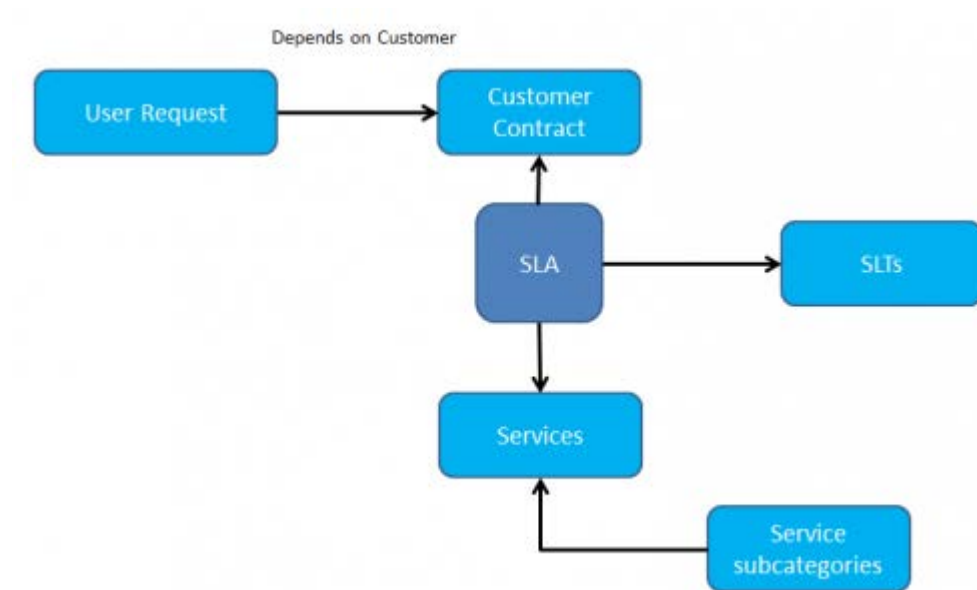 Depends on Customer
User Request
Customer
Contract
SLA
SLTs
Services
Service
subcategories